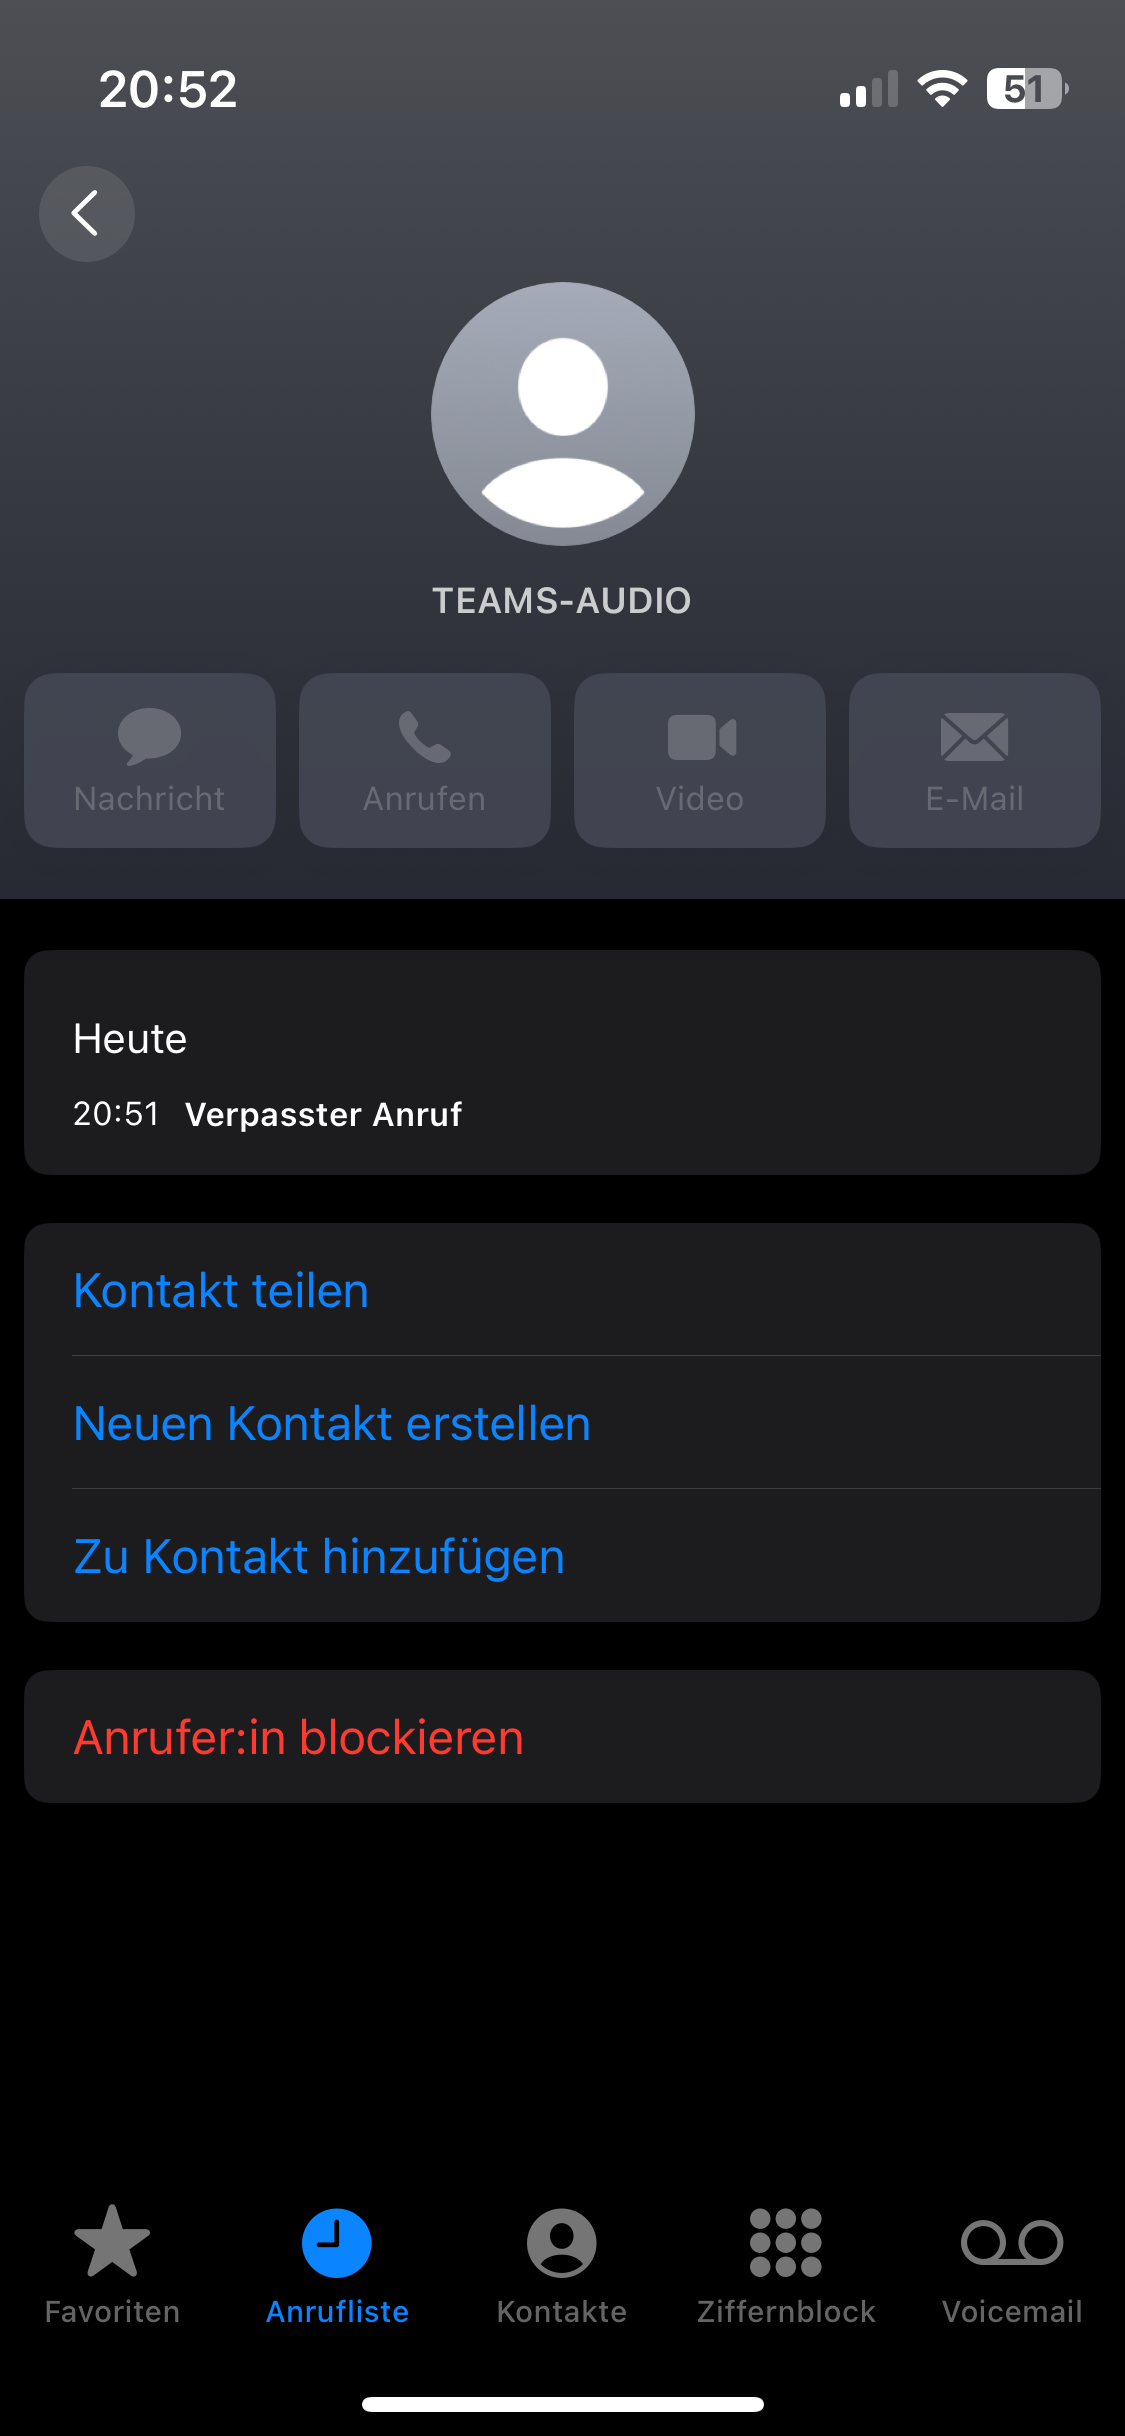 20:52
51
TEAMS-AUDIO
Nachricht
Anrufen
Video
E-Mail
Heute
20:51 Verpasster Anruf
Kontakt teilen
Neuen Kontakt erstellen
Zu Kontakt hinzufügen
Anrufer:in blockieren
Favoriten
Anrufliste
Kontakte
Ziffernblock
Voicemail